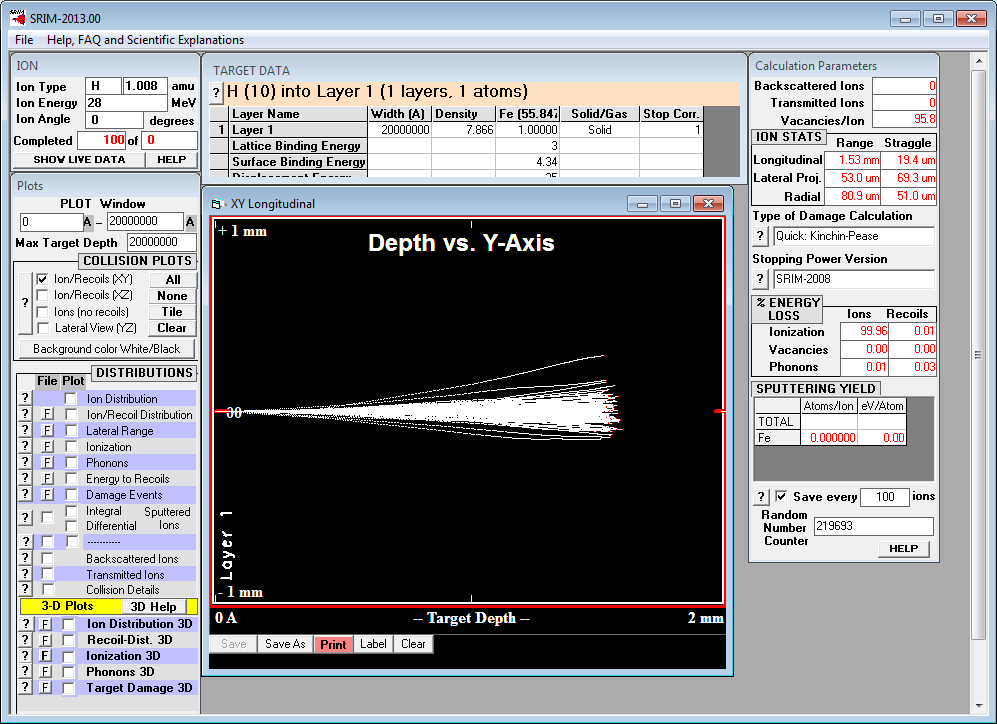 SRIM-2013.00
File Help, FAQ and Scientific Explanations
ION
Ion Type H 1.008 amu
Ion Energy 28 MeV
Ion Angle 0 degrees
Completed 100 of 0
SHOW LIVE DATA HELP
TARGET DATA
? H (10) into Layer 1 (1 layers, 1 atoms)
Layer Name Width (A) Density Fe (55.847 Solid/Gas Stop Corr.
1 Layer 1 20000000 7.866 1.00000 Solid 1
Lattice Binding Energy 3
Surface Binding Energy 4.34
Displacement Energy 25
Plots
PLOT Window
0 A - 20000000 A
Max Target Depth 20000000
COLLISION PLOTS
?
Ion/Recoils (XY) All
Ion/Recoils (XZ) None
Ions (no recoils) Tile
Lateral View (YZ) Clear
Background color White/Black
DISTRIBUTIONS
File Plot
? Ion Distribution
? F Ion/Recoil Distribution
? F Lateral Range
? F Ionization
? F Phonons
? F Energy to Recoils
? F Damage Events
? Integral Sputtered
Differential Ions
? -----------
? Backscattered Ions
? Transmitted Ions
? Collision Details
3-D Plots 3D Help
? F Ion Distribution 3D
? F Recoil-Dist. 3D
? F Ionization 3D
? F Phonons 3D
? F Target Damage 3D
XY Longitudinal
+ 1 mm
Depth vs. Y-Axis
Layer 1
- 1 mm
0 A -- Target Depth -- 2 mm
Save Save As Print Label Clear
Calculation Parameters
Backscattered Ions 0
Transmitted Ions 0
Vacancies/Ion 95.8
ION STATS Range Straggle
Longitudinal 1.53 mm 19.4 um
Lateral Proj. 53.0 um 69.3 um
Radial 80.9 um 51.0 um
Type of Damage Calculation
? Quick: Kinchin-Pease
Stopping Power Version
? SRIM-2008
% ENERGY LOSS Ions Recoils
Ionization 99.96 0.01
Vacancies 0.00 0.00
Phonons 0.01 0.03
SPUTTERING YIELD
Atoms/Ion eV/Atom
TOTAL
Fe 0.000000 0.00
? Save every 100 ions
Random
Number
Counter
219693
HELP